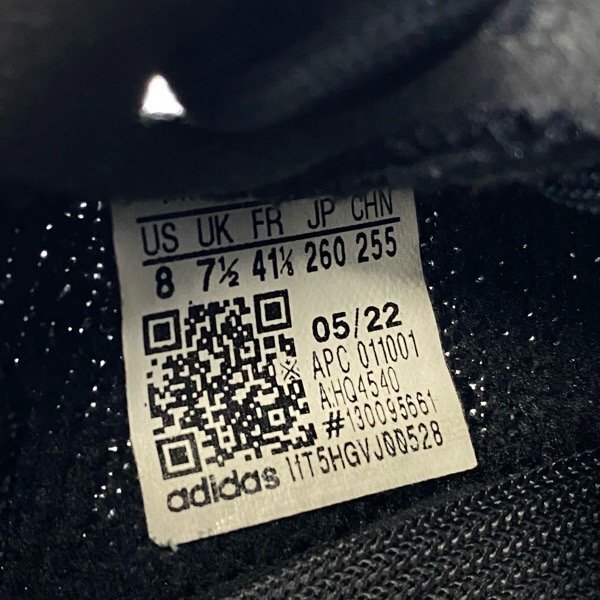 US UK FR JP CHN
8 7½ 41⅓ 260 255
05/22
APC 011001
AHQ4540
#130095661
adidas 1IT5HGVJ00528